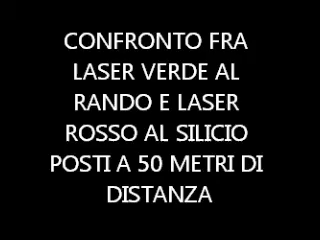 CONFRONTO FRA
LASER VERDE AL
RANDO E LASER
ROSSO AL SILICIO
POSTI A 50 METRI DI
DISTANZA